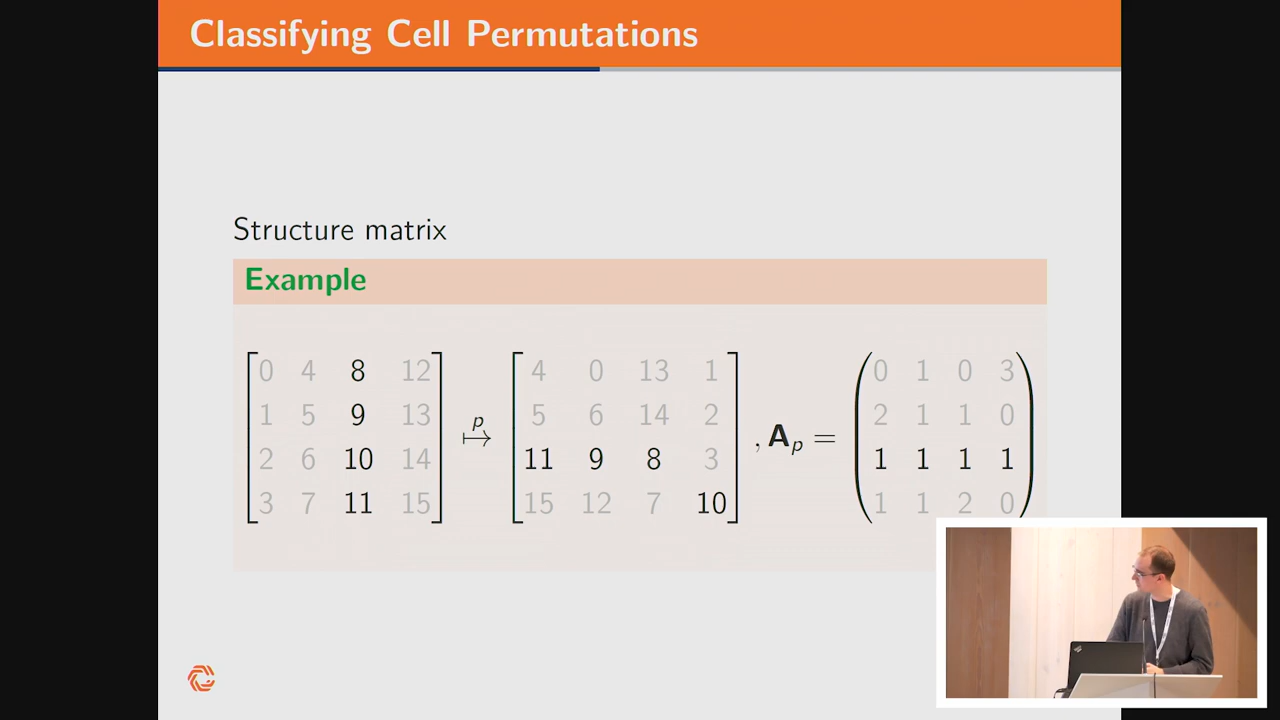 Classifying Cell Permutations
Structure matrix
Example
0 4 8 12 4 0 13 1 0 1 0 3
1 5 9 13 p 5 6 14 2 2 1 1 0
2 6 10 14 ↦ 11 9 8 3 , A_p = 1 1 1 1
3 7 11 15 15 12 7 10 1 1 2 0